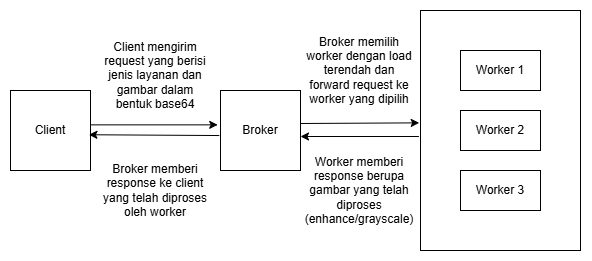 Client mengirim
request yang berisi
jenis layanan dan
gambar dalam
bentuk base64
Broker memilih
worker dengan load
terendah dan
forward request ke
worker yang dipilih
Client
Broker
Worker 1
Worker 2
Worker 3
Broker memberi
response ke client
yang telah diproses
oleh worker
Worker memberi
response berupa
gambar yang telah
diproses
(enhance/grayscale)